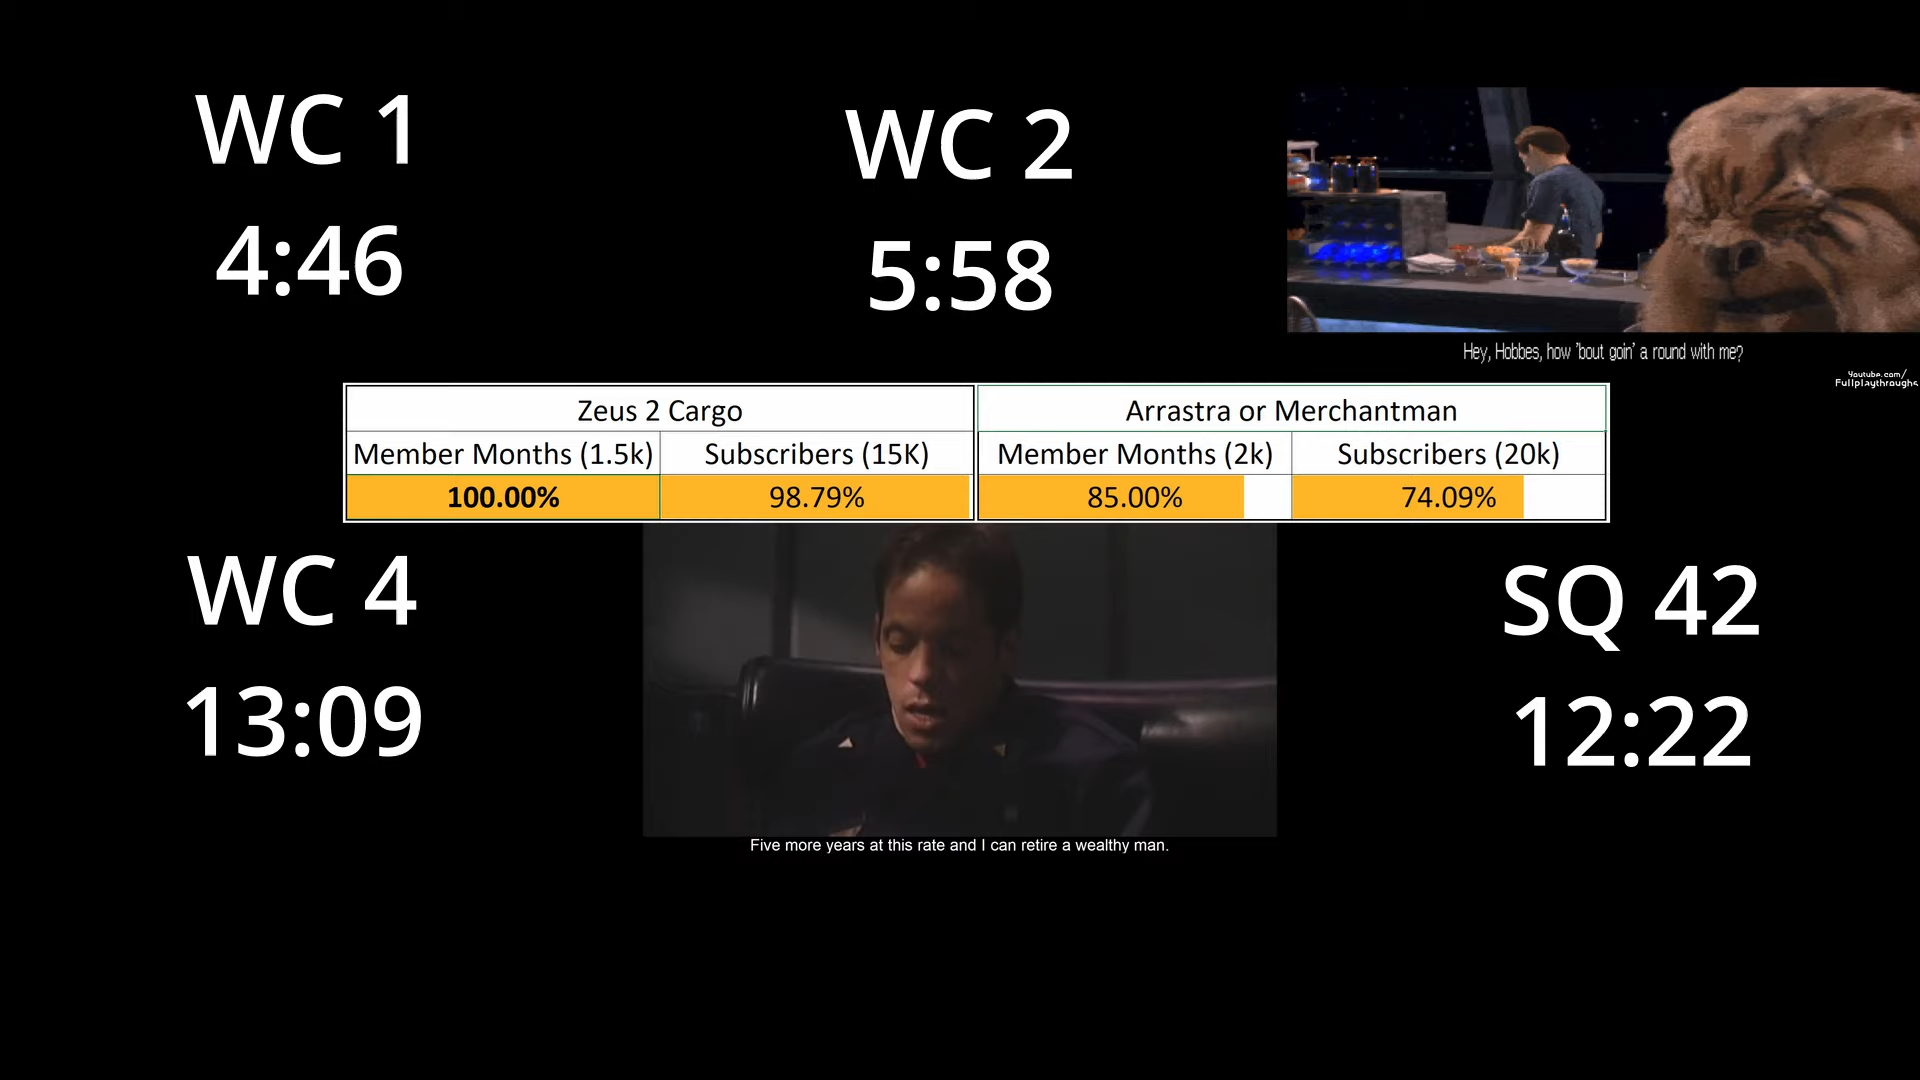 WC 1
4:46
WC 2
5:58
Hey, Hobbes, how 'bout goin' a round with me?
Youtube.com/
Fullplaythroughs
Zeus 2 Cargo
Arrastra or Merchantman
Member Months (1.5k)
Subscribers (15K)
Member Months (2k)
Subscribers (20k)
100.00%
98.79%
85.00%
74.09%
WC 4
13:09
SQ 42
12:22
Five more years at this rate and I can retire a wealthy man.